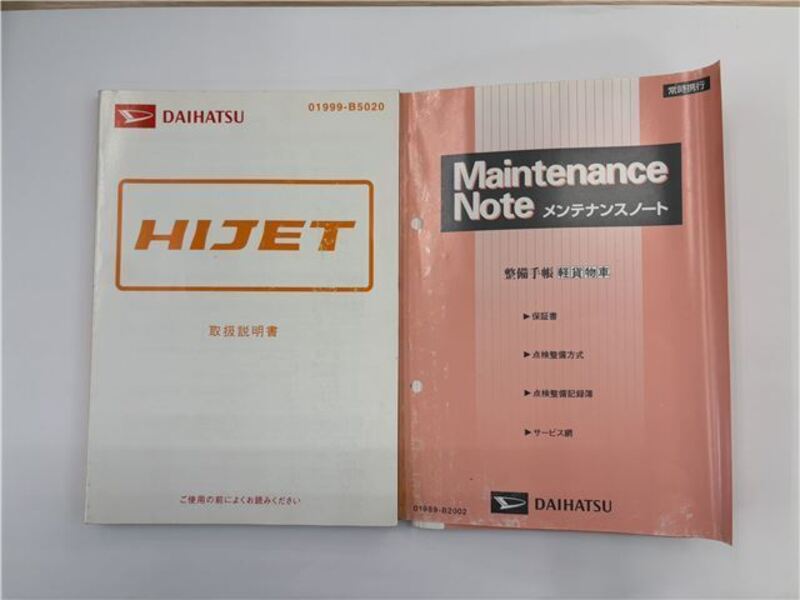 DAIHATSU
01999-B5020
HIJET
取扱説明書
ご使用の前によくお読みください
常時携行
Maintenance
Note メンテナンスノート
整備手帳 軽貨物車
▶保証書
▶点検整備方式
▶点検整備記録簿
▶サービス網
01989-B2002
DAIHATSU